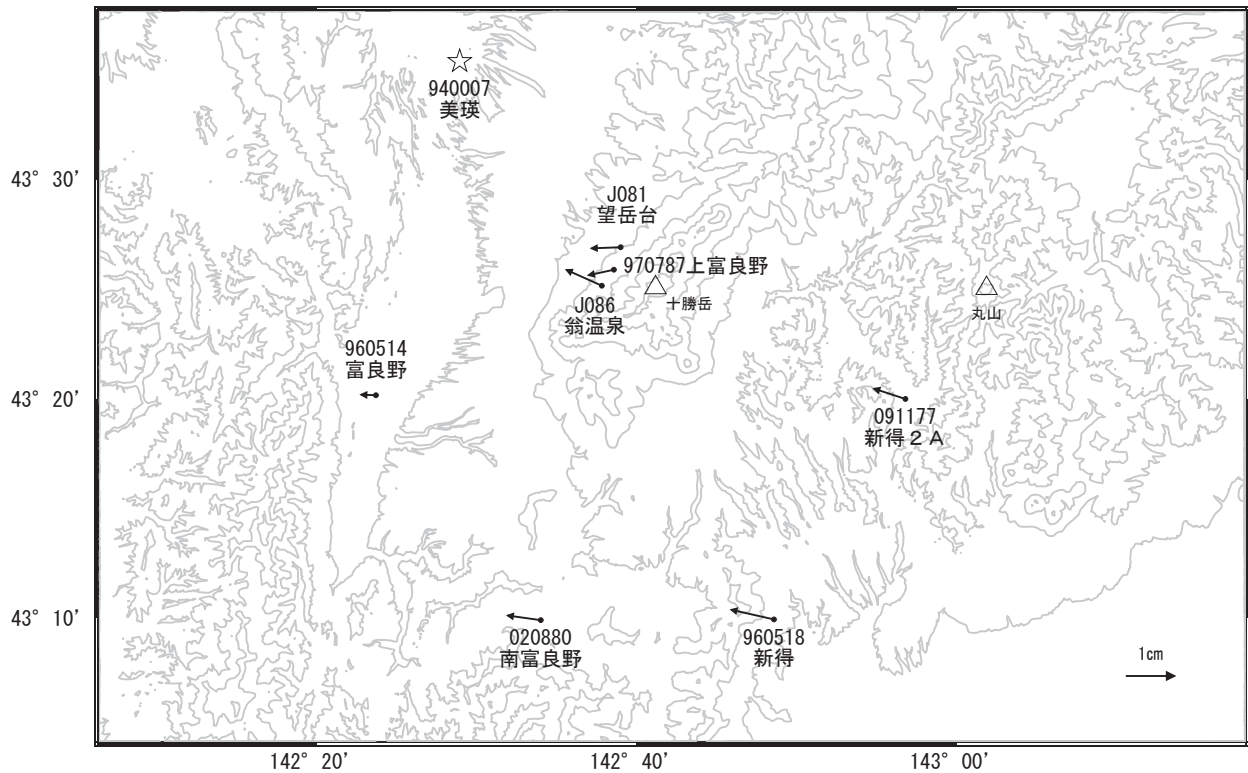 940007
美瑛
43° 30′
J081
望岳台
970787上富良野
十勝岳
丸山
J086
翁温泉
960514
富良野
43° 20′
091177
新得２Ａ
43° 10′
020880
南富良野
960518
新得
1cm
142° 20′
142° 40′
143° 00′